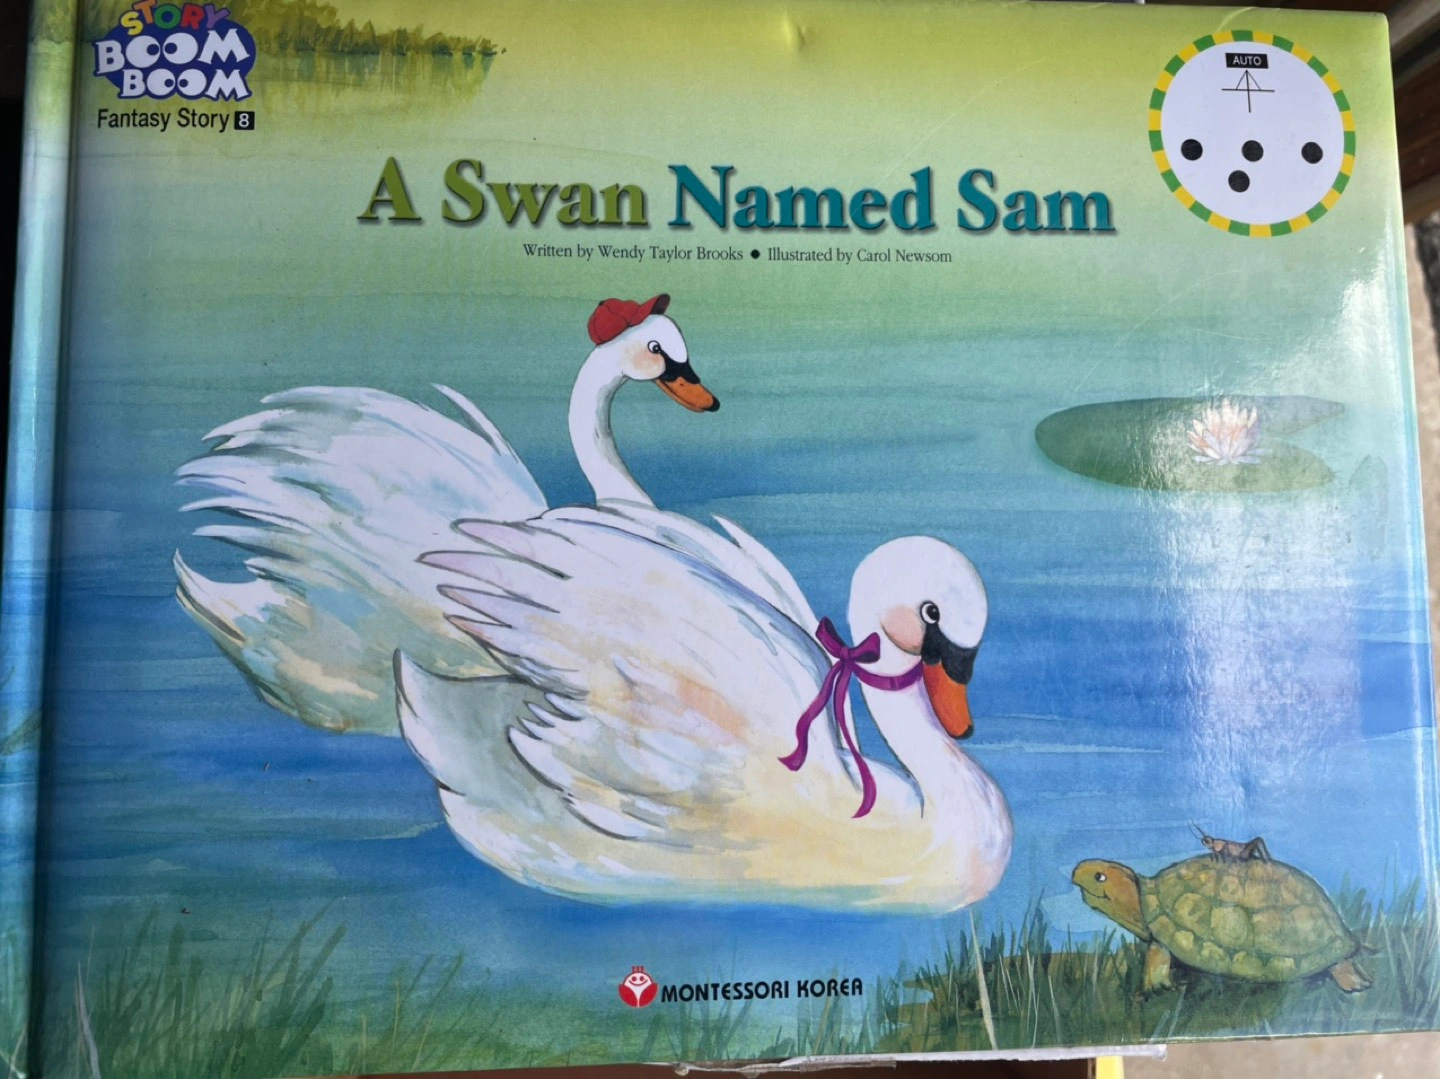 STORY
BOOM
BOOM
Fantasy Story 8
AUTO
A Swan Named Sam
Written by Wendy Taylor Brooks ● Illustrated by Carol Newsom
MONTESSORI KOREA